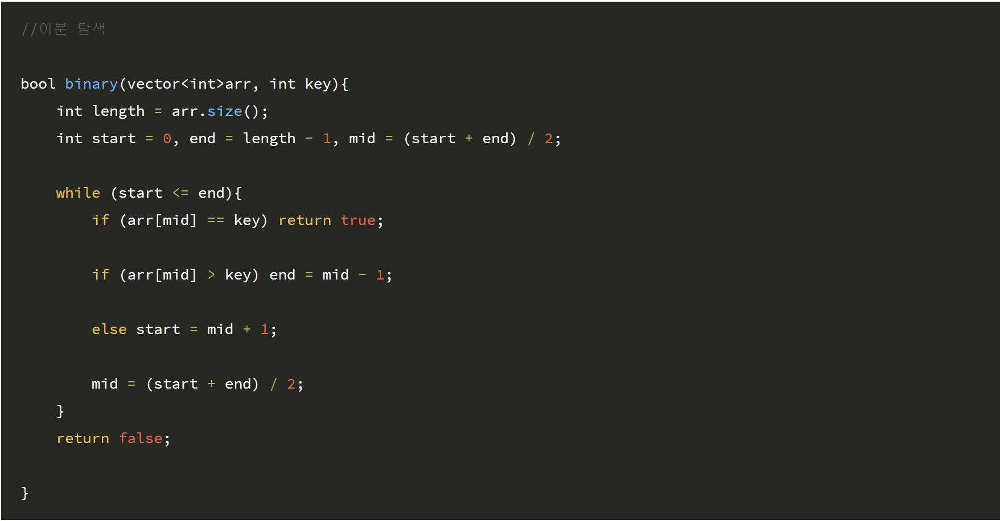 //이분 탐색
bool binary(vector<int>arr, int key){
    int length = arr.size();
    int start = 0, end = length - 1, mid = (start + end) / 2;
    while (start <= end){
        if (arr[mid] == key) return true;
        if (arr[mid] > key) end = mid - 1;
        else start = mid + 1;
        mid = (start + end) / 2;
    }
    return false;
}